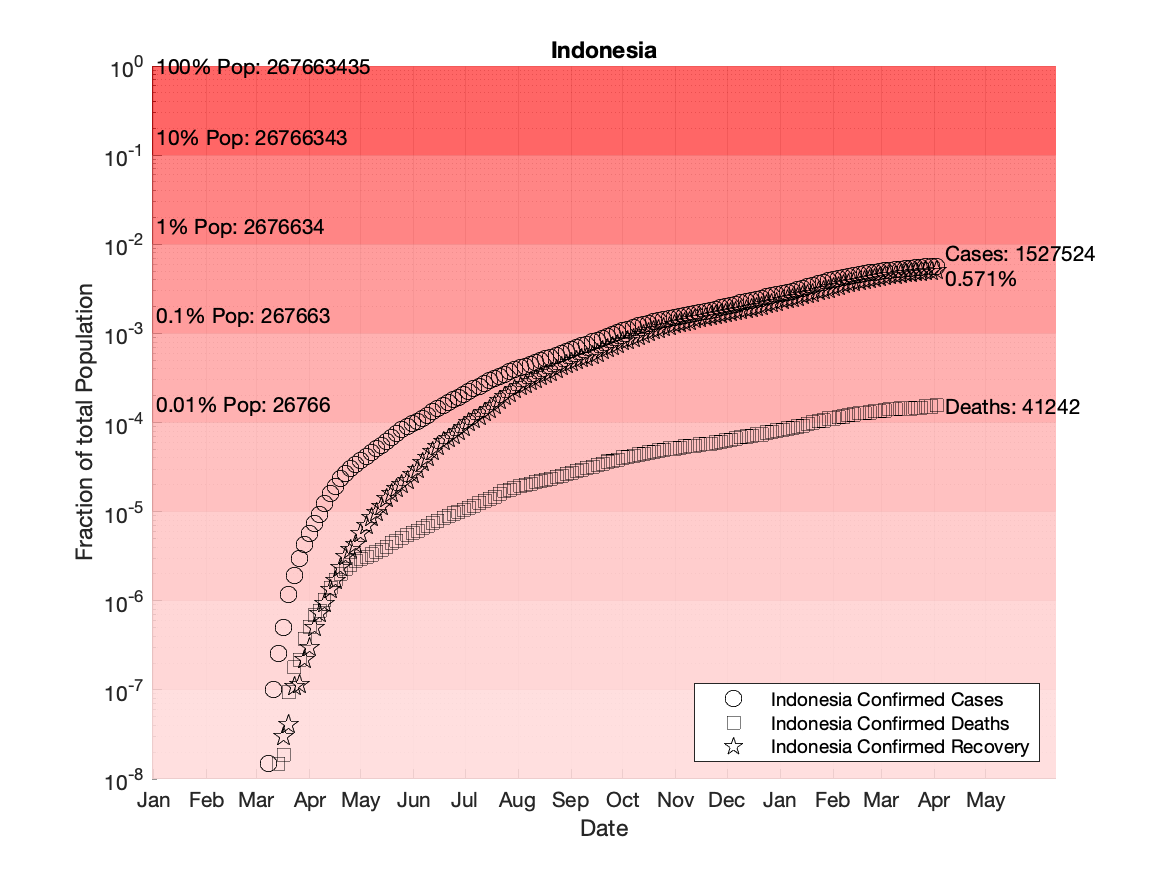 Indonesia
10^0
100% Pop: 267663435
10% Pop: 26766343
10^-1
1% Pop: 2676634
10^-2
Cases: 1527524
0.571%
0.1% Pop: 267663
10^-3
0.01% Pop: 26766
Deaths: 41242
10^-4
10^-5
10^-6
10^-7
10^-8
Fraction of total Population
Indonesia Confirmed Cases
Indonesia Confirmed Deaths
Indonesia Confirmed Recovery
Jan Feb Mar Apr May Jun Jul Aug Sep Oct Nov Dec Jan Feb Mar Apr May
Date